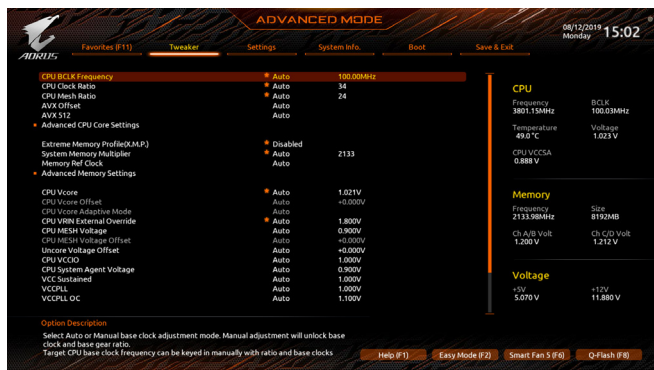 ADVANCED MODE
08/12/2019 15:02
Monday
AORUS
Favorites (F11) Tweaker Settings System Info. Boot Save & Exit
CPU BCLK Frequency Auto 100.00MHz
CPU Clock Ratio Auto 34
CPU Mesh Ratio Auto 24
AVX Offset Auto
AVX 512 Auto
Advanced CPU Core Settings
Extreme Memory Profile(X.M.P.) Disabled
System Memory Multiplier Auto 2133
Memory Ref Clock Auto
Advanced Memory Settings
CPU Vcore Auto 1.021V
CPU Vcore Offset Auto +0.000V
CPU Vcore Adaptive Mode Auto
CPU VRIN External Override Auto 1.800V
CPU MESH Voltage Auto 0.900V
CPU MESH Voltage Offset Auto +0.000V
Uncore Voltage Offset Auto +0.000V
CPU VCCIO Auto 1.000V
CPU System Agent Voltage Auto 0.900V
VCC Sustained Auto 1.000V
VCCPLL Auto 1.000V
VCCPLL OC Auto 1.100V
CPU
Frequency BCLK
3801.15MHz 100.03MHz
Temperature Voltage
49.0 °C 1.023 V
CPU VCCSA
0.888 V
Memory
Frequency Size
2133.98MHz 8192MB
Ch A/B Volt Ch C/D Volt
1.200 V 1.212 V
Voltage
+5V +12V
5.070 V 11.880 V
Option Description
Select Auto or Manual base clock adjustment mode. Manual adjustment will unlock base
clock and base gear ratio.
Target CPU base clock frequency can be keyed in manually with ratio and base clocks
Help (F1) Easy Mode (F2) Smart Fan 5 (F6) Q-Flash (F8)